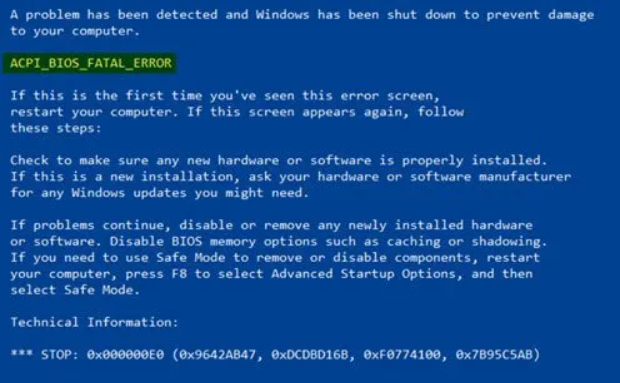 A problem has been detected and Windows has been shut down to prevent damage
to your computer.
ACPI_BIOS_FATAL_ERROR
If this is the first time you've seen this error screen,
restart your computer. If this screen appears again, follow
these steps:
Check to make sure any new hardware or software is properly installed.
If this is a new installation, ask your hardware or software manufacturer
for any Windows updates you might need.
If problems continue, disable or remove any newly installed hardware
or software. Disable BIOS memory options such as caching or shadowing.
If you need to use Safe Mode to remove or disable components, restart
your computer, press F8 to select Advanced Startup Options, and then
select Safe Mode.
Technical Information:
*** STOP: 0x000000E0 (0x9642AB47, 0xDCDBD16B, 0xF0774100, 0x7B95C5AB)